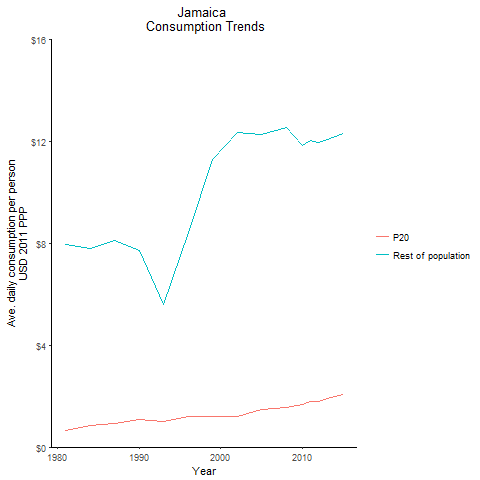 Jamaica
Consumption Trends
$16
$12
$8
$4
$0
Ave. daily consumption per person
USD 2011 PPP
1980
1990
2000
2010
Year
P20
Rest of population